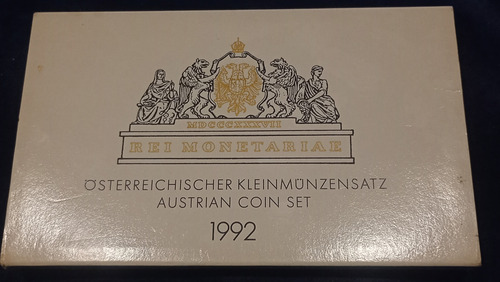 MDCCCXXXVII
REI MONETARIAE
ÖSTERREICHISCHER KLEINMÜNZENSATZ
AUSTRIAN COIN SET
1992